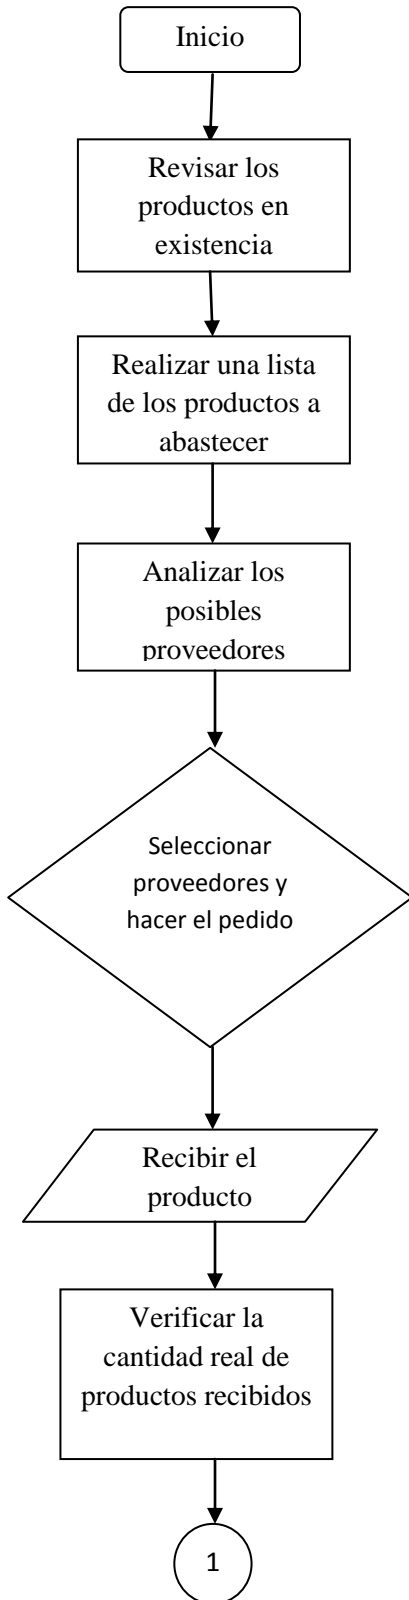 Inicio
Revisar los
productos en
existencia
Realizar una lista
de los productos a
abastecer
Analizar los
posibles
proveedores
Seleccionar
proveedores y
hacer el pedido
Recibir el
producto
Verificar la
cantidad real de
productos recibidos
1